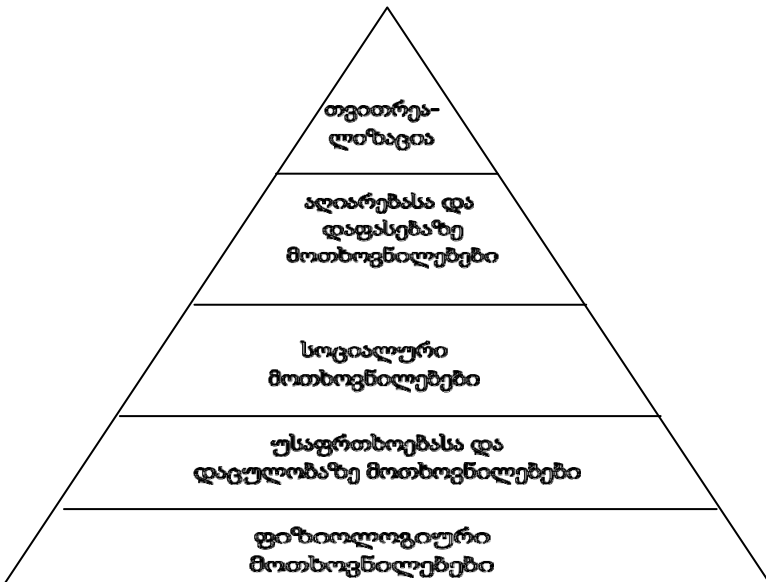 თვითრეა-
ლიზაცია
აღიარებასა და
დაფასებაზე
მოთხოვნილებები
სოციალური
მოთხოვნილებები
უსაფრთხოებასა და
დაცულობაზე მოთხოვნილებები
ფიზიოლოგიური
მოთხოვნილებები